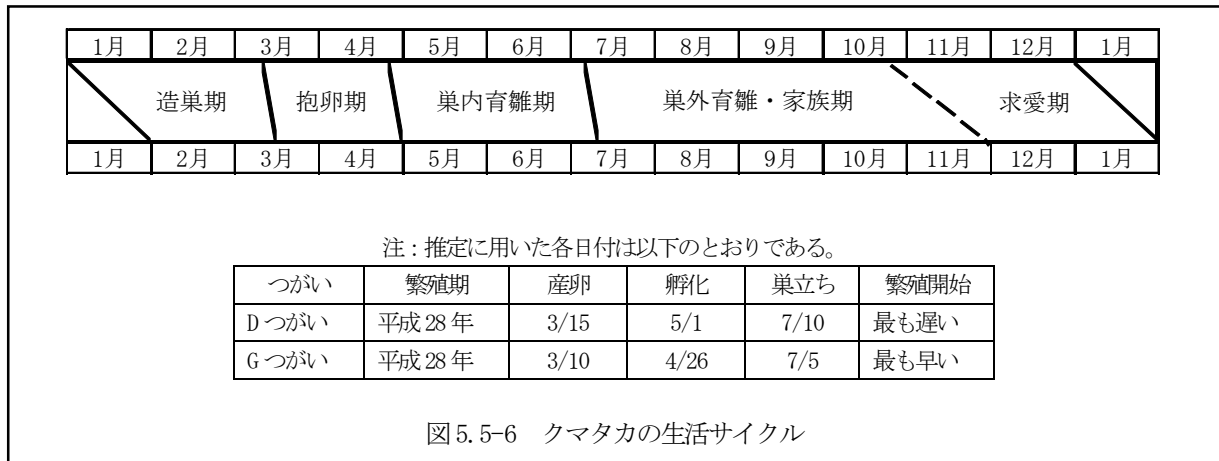 1月 2月 3月 4月 5月 6月 7月 8月 9月 10月 11月 12月 1月
造巣期 抱卵期 巣内育雛期 巣外育雛・家族期 求愛期
1月 2月 3月 4月 5月 6月 7月 8月 9月 10月 11月 12月 1月
注：推定に用いた各日付は以下のとおりである。
つがい 繁殖期 産卵 孵化 巣立ち 繁殖開始
Dつがい 平成28年 3/15 5/1 7/10 最も遅い
Gつがい 平成28年 3/10 4/26 7/5 最も早い
図5.5-6 クマタカの生活サイクル